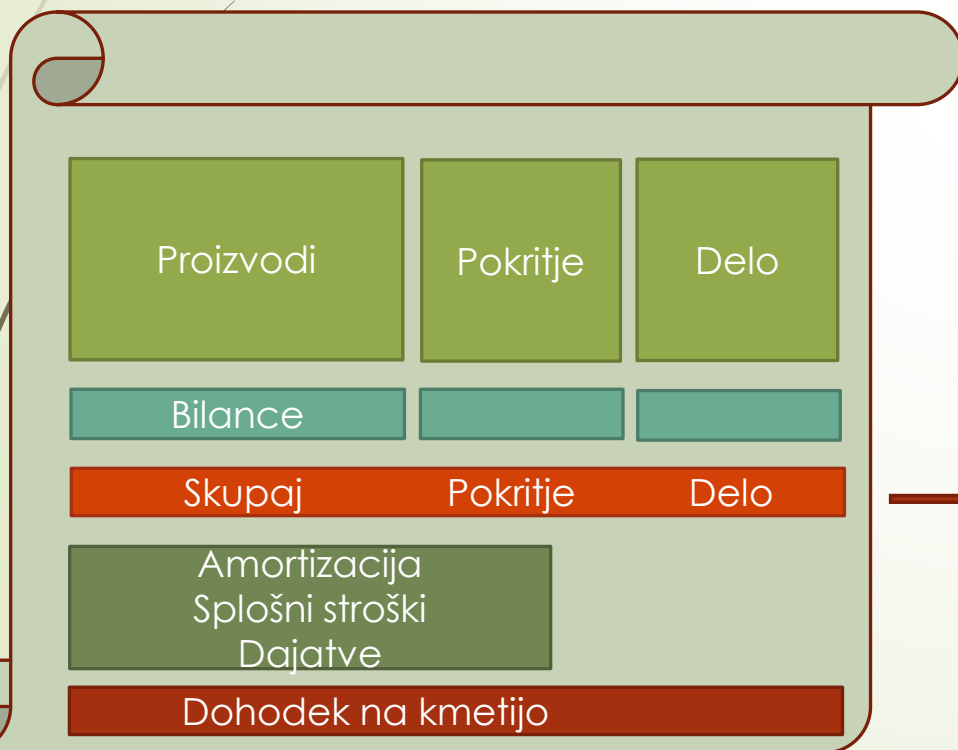 Proizvodi Pokritje Delo
Bilance
Skupaj Pokritje Delo
Amortizacija
Splošni stroški
Dajatve
Dohodek na kmetijo